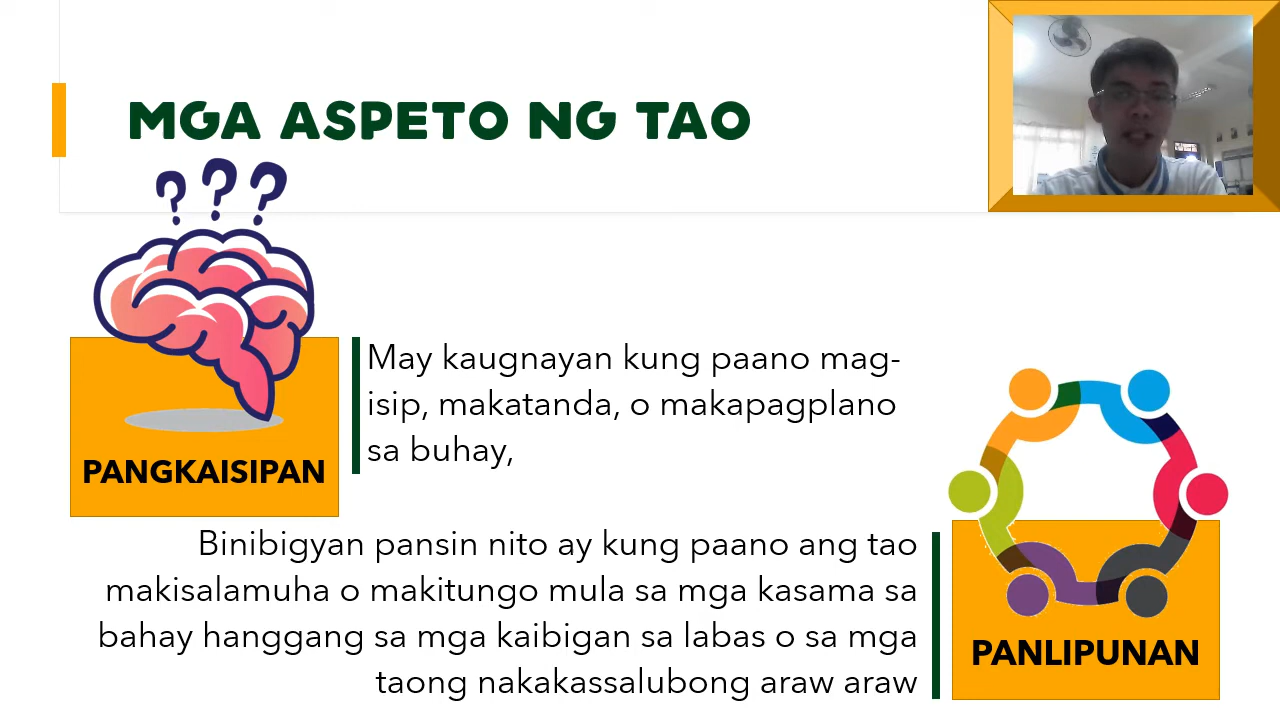 MGA ASPETO NG TAO
???
PANGKAISIPAN
May kaugnayan kung paano mag-
isip, makatanda, o makapagplano
sa buhay,
Binibigyan pansin nito ay kung paano ang tao
makisalamuha o makitungo mula sa mga kasama sa
bahay hanggang sa mga kaibigan sa labas o sa mga
taong nakakassalubong araw araw
PANLIPUNAN